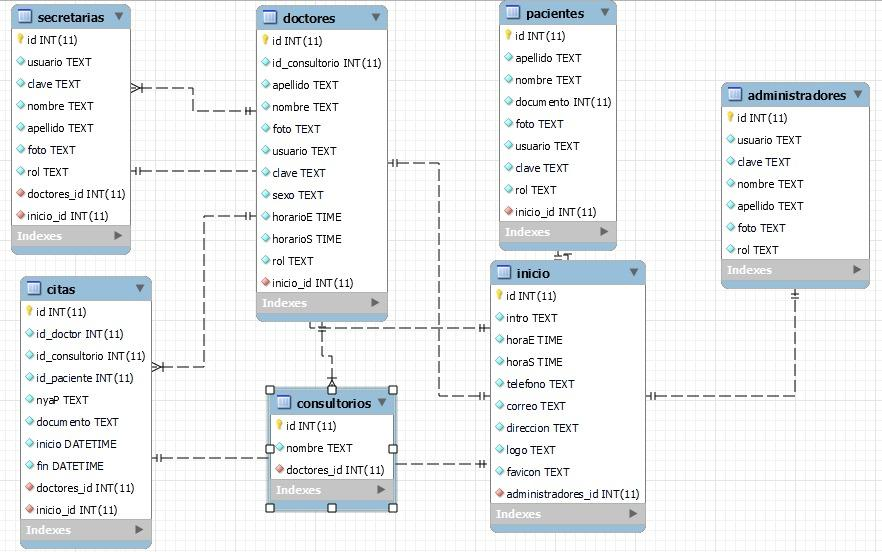 secretarias
id INT(11)
usuario TEXT
clave TEXT
nombre TEXT
apellido TEXT
foto TEXT
rol TEXT
doctores_id INT(11)
inicio_id INT(11)
Indexes
doctores
id INT(11)
id_consultorio INT(11)
apellido TEXT
nombre TEXT
foto TEXT
usuario TEXT
clave TEXT
sexo TEXT
horarioE TIME
horarioS TIME
rol TEXT
inicio_id INT(11)
Indexes
pacientes
id INT(11)
apellido TEXT
nombre TEXT
documento INT(11)
foto TEXT
usuario TEXT
clave TEXT
rol TEXT
inicio_id INT(11)
Indexes
administradores
id INT(11)
usuario TEXT
clave TEXT
nombre TEXT
apellido TEXT
foto TEXT
rol TEXT
Indexes
citas
id INT(11)
id_doctor INT(11)
id_consultorio INT(11)
id_paciente INT(11)
nyaP TEXT
documento TEXT
inicio DATETIME
fin DATETIME
doctores_id INT(11)
inicio_id INT(11)
Indexes
consultorios
id INT(11)
nombre TEXT
doctores_id INT(11)
Indexes
inicio
id INT(11)
intro TEXT
horaE TIME
horaS TIME
telefono TEXT
correo TEXT
direccion TEXT
logo TEXT
favicon TEXT
administradores_id INT(11)
Indexes